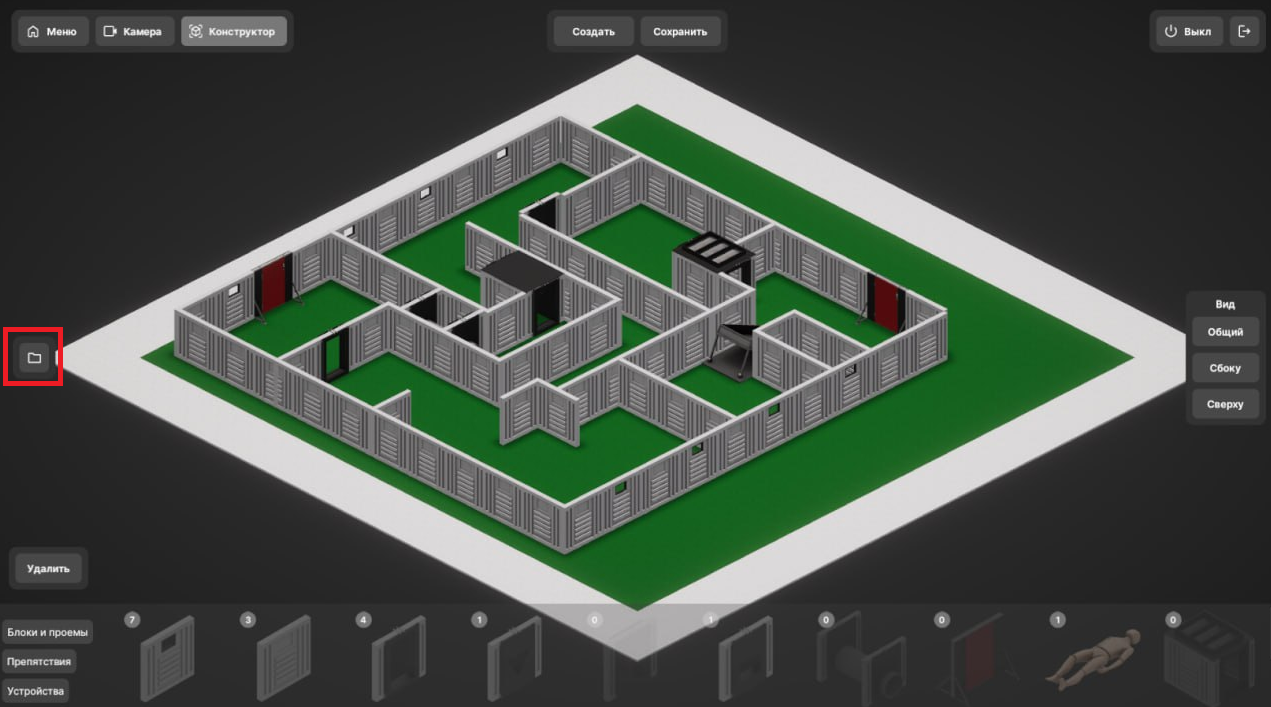 Меню
Камера
Конструктор
Создать
Сохранить
Выкл
Вид
Общий
Сбоку
Сверху
Удалить
Блоки и проемы
Препятствия
Устройства
7
3
4
1
0
1
0
0
1
0